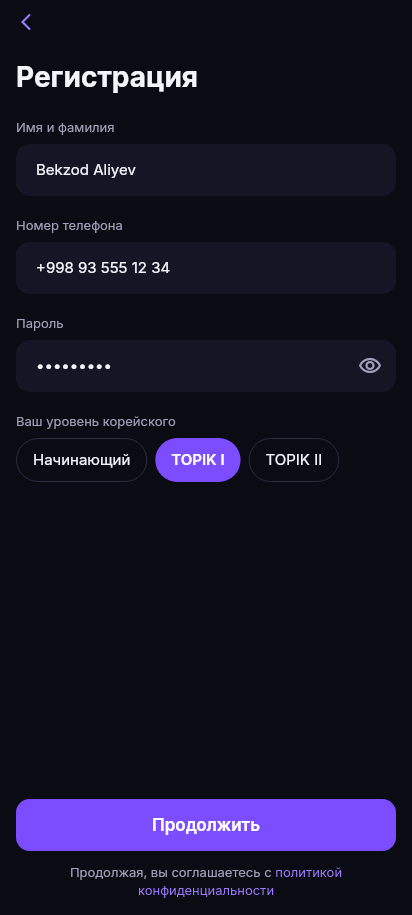 Регистрация
Имя и фамилия
Bekzod Aliyev
Номер телефона
+998 93 555 12 34
Пароль
•••••••••
Ваш уровень корейского
Начинающий TOPIK I TOPIK II
Продолжить
Продолжая, вы соглашаетесь с политикой
конфиденциальности